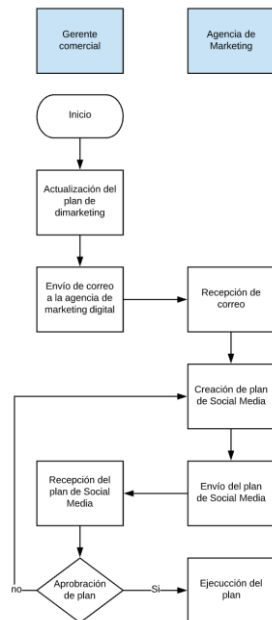 Gerente
comercial
Agencia de
Marketing
Inicio
Actualización del
plan de
dimarketing
Envío de correo
a la agencia de
marketing digital
Recepción de
correo
Creación de plan
de Social Media
Recepción del
plan de Social
Media
Envío del plan
de Social Media
no
Aprobración
de plan
Si
Ejecucción del
plan